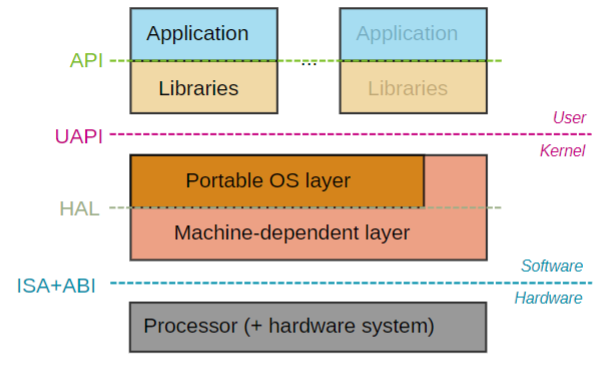 Application
Application
API
...
Libraries
Libraries
User
UAPI
Kernel
Portable OS layer
HAL
Machine-dependent layer
Software
ISA+ABI
Hardware
Processor (+ hardware system)